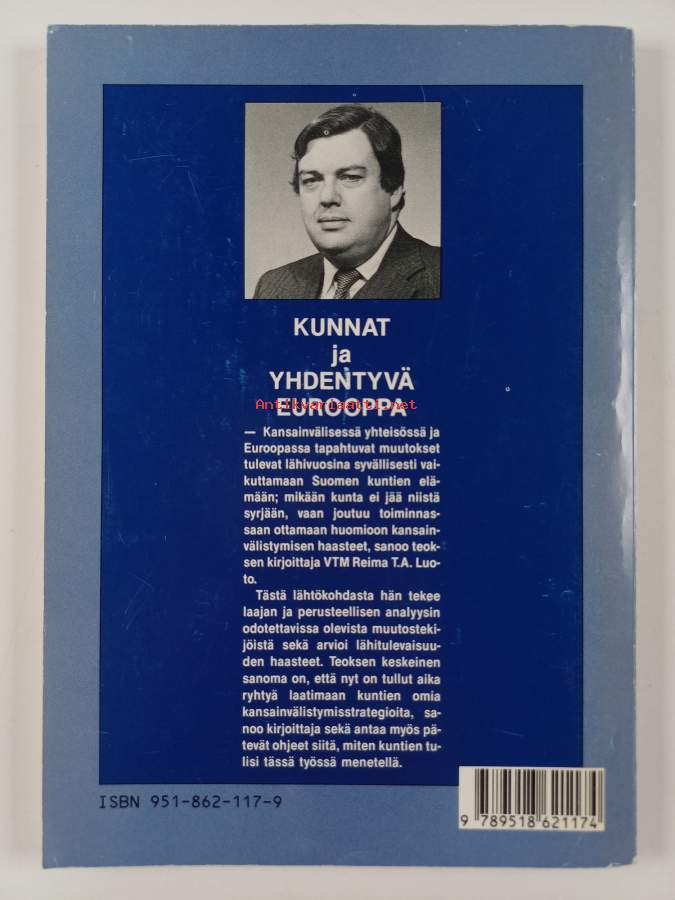 KUNNAT
ja
YHDENTYVÄ
EUROOPPA
Antikvariaatti.net
— Kansainvälisessä yhteisössä ja
Euroopassa tapahtuvat muutokset
tulevat lähivuosina syvällisesti vai-
kuttamaan Suomen kuntien elä-
mään; mikään kunta ei jää niistä
syrjään, vaan joutuu toiminnas-
saan ottamaan huomioon kansain-
välistymisen haasteet, sanoo teok-
sen kirjoittaja VTM Reima T.A. Luo-
to.
Tästä lähtökohdasta hän tekee
laajan ja perusteellisen analyysin
odotettavissa olevista muutosteki-
jöistä sekä arvioi lähitulevaisuu-
den haasteet. Teoksen keskeinen
sanoma on, että nyt on tullut aika
ryhtyä laatimaan kuntien omia
kansainvälistymisstrategioita, sa-
noo kirjoittaja sekä antaa myös pä-
tevät ohjeet siitä, miten kuntien tu-
lisi tässä työssä menetellä.
ISBN 951-862-117-9
9 789518 621174